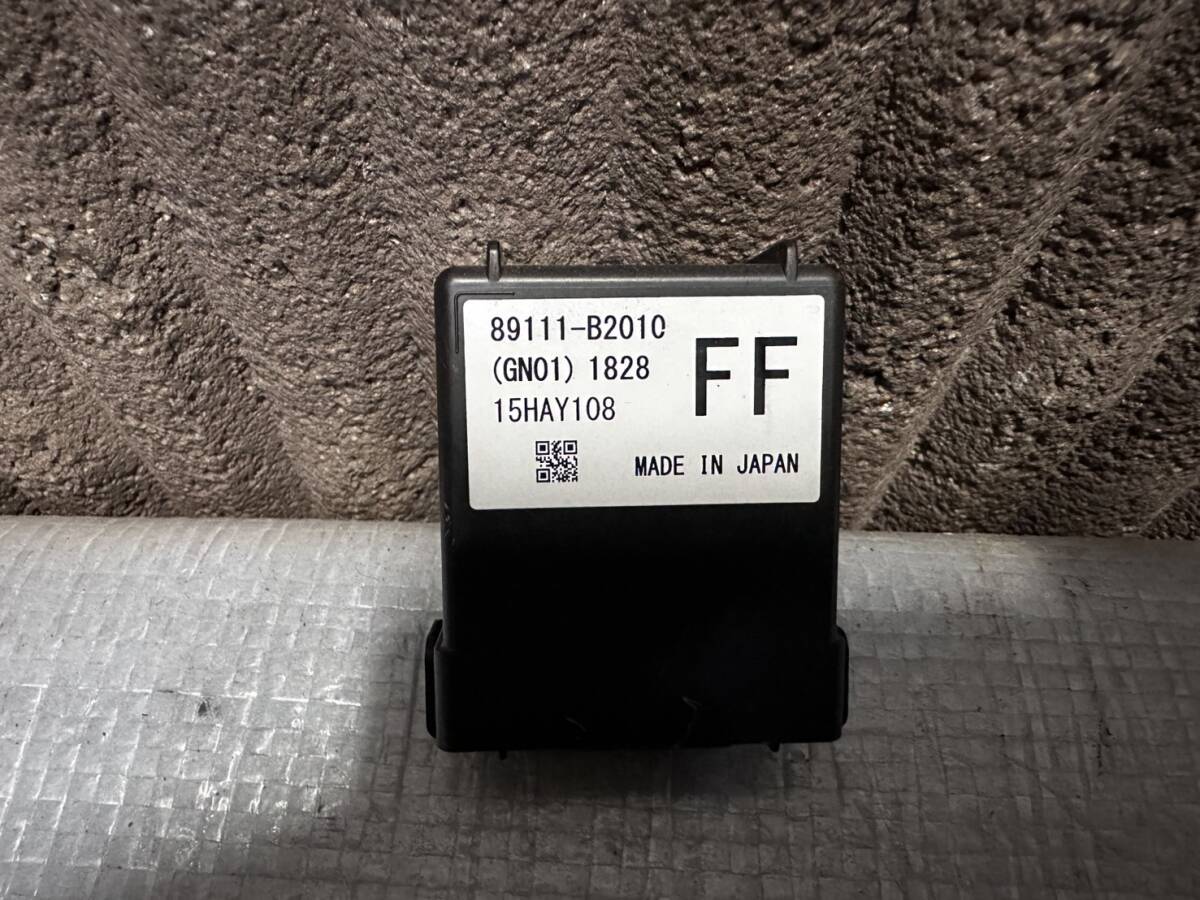 89111-B2010
(GN01) 1828
FF
15HAY108
MADE IN JAPAN